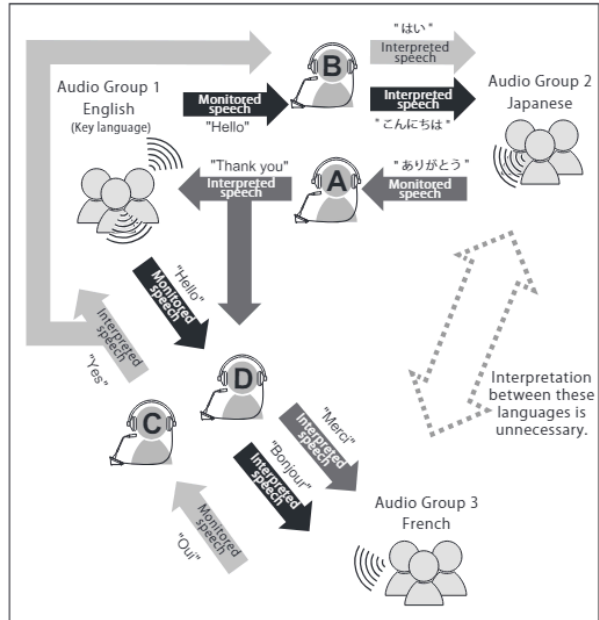 " はい "
Interpreted
speech
B
Audio Group 1
English
(Key language)
Monitored
speech
"Hello"
Interpreted
speech
" こんにちは "
Audio Group 2
Japanese
"Thank you"
Interpreted
speech
A
" ありがとう "
Monitored
speech
"Hello"
Monitored
speech
Interpreted
speech
"Yes"
D
C
"Merci"
Interpreted
speech
"Bonjour"
Interpreted
speech
Monitored
speech
"Oui"
Interpretation
between these
languages is
unnecessary.
Audio Group 3
French